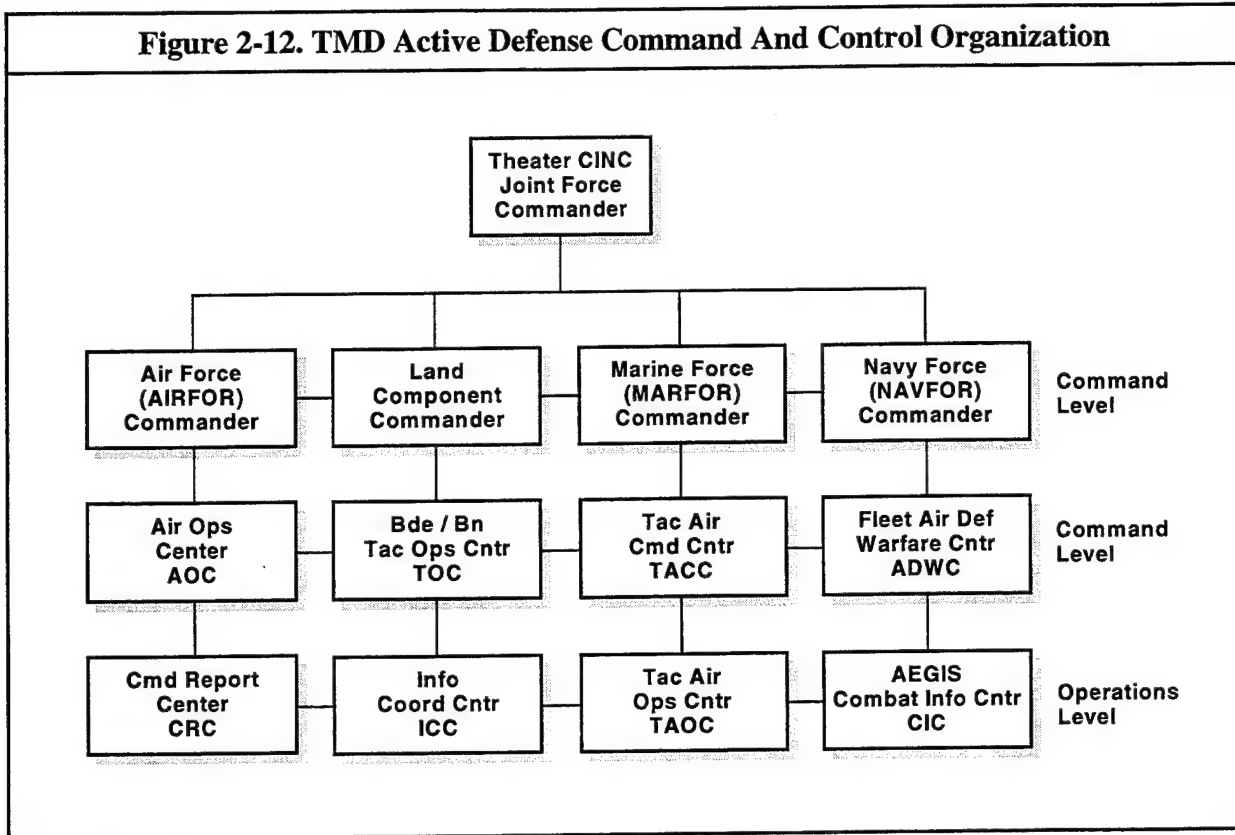 Figure 2-12. TMD Active Defense Command And Control Organization
Theater CINC
Joint Force
Commander
Air Force
(AIRFOR)
Commander
Land
Component
Commander
Marine Force
(MARFOR)
Commander
Navy Force
(NAVFOR)
Commander
Command
Level
Air Ops
Center
AOC
Bde / Bn
Tac Ops Cntr
TOC
Tac Air
Cmd Cntr
TACC
Fleet Air Def
Warfare Cntr
ADWC
Command
Level
Cmd Report
Center
CRC
Info
Coord Cntr
ICC
Tac Air
Ops Cntr
TAOC
AEGIS
Combat Info Cntr
CIC
Operations
Level